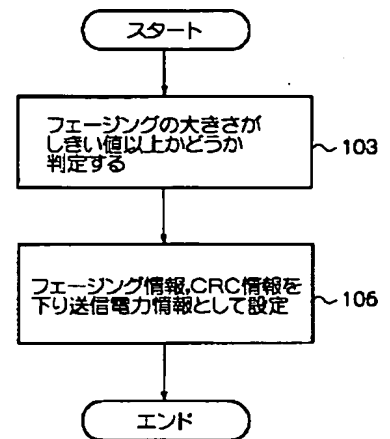 スタート
フェージングの大きさが
しきい値以上かどうか
判定する
103
フェージング情報,CRC情報を
下り送信電力情報として設定
106
エンド